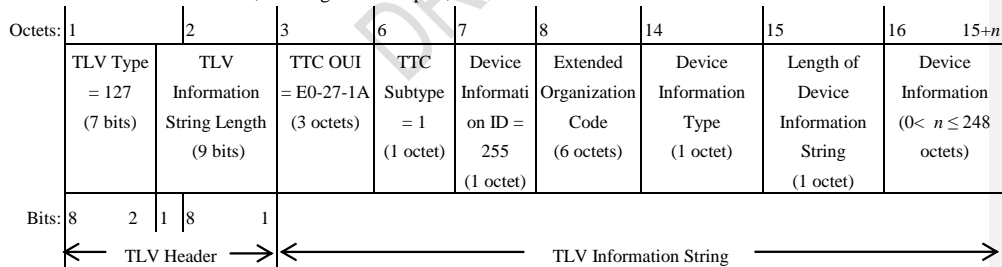 Octets: 1 2 3 6 7 8 14 15 16 15+n
TLV Type TLV TTC OUI TTC Device Extended Device Length of Device
= 127 Information = E0-27-1A Subtype Informati Organization Information Device Information
(7 bits) String Length (3 octets) = 1 on ID = Code Type Information (0< n ≤ 248
(9 bits) (1 octet) 255 (6 octets) (1 octet) String octets)
(1 octet) (1 octet)
Bits: 8 2 1 8 1
TLV Header TLV Information String